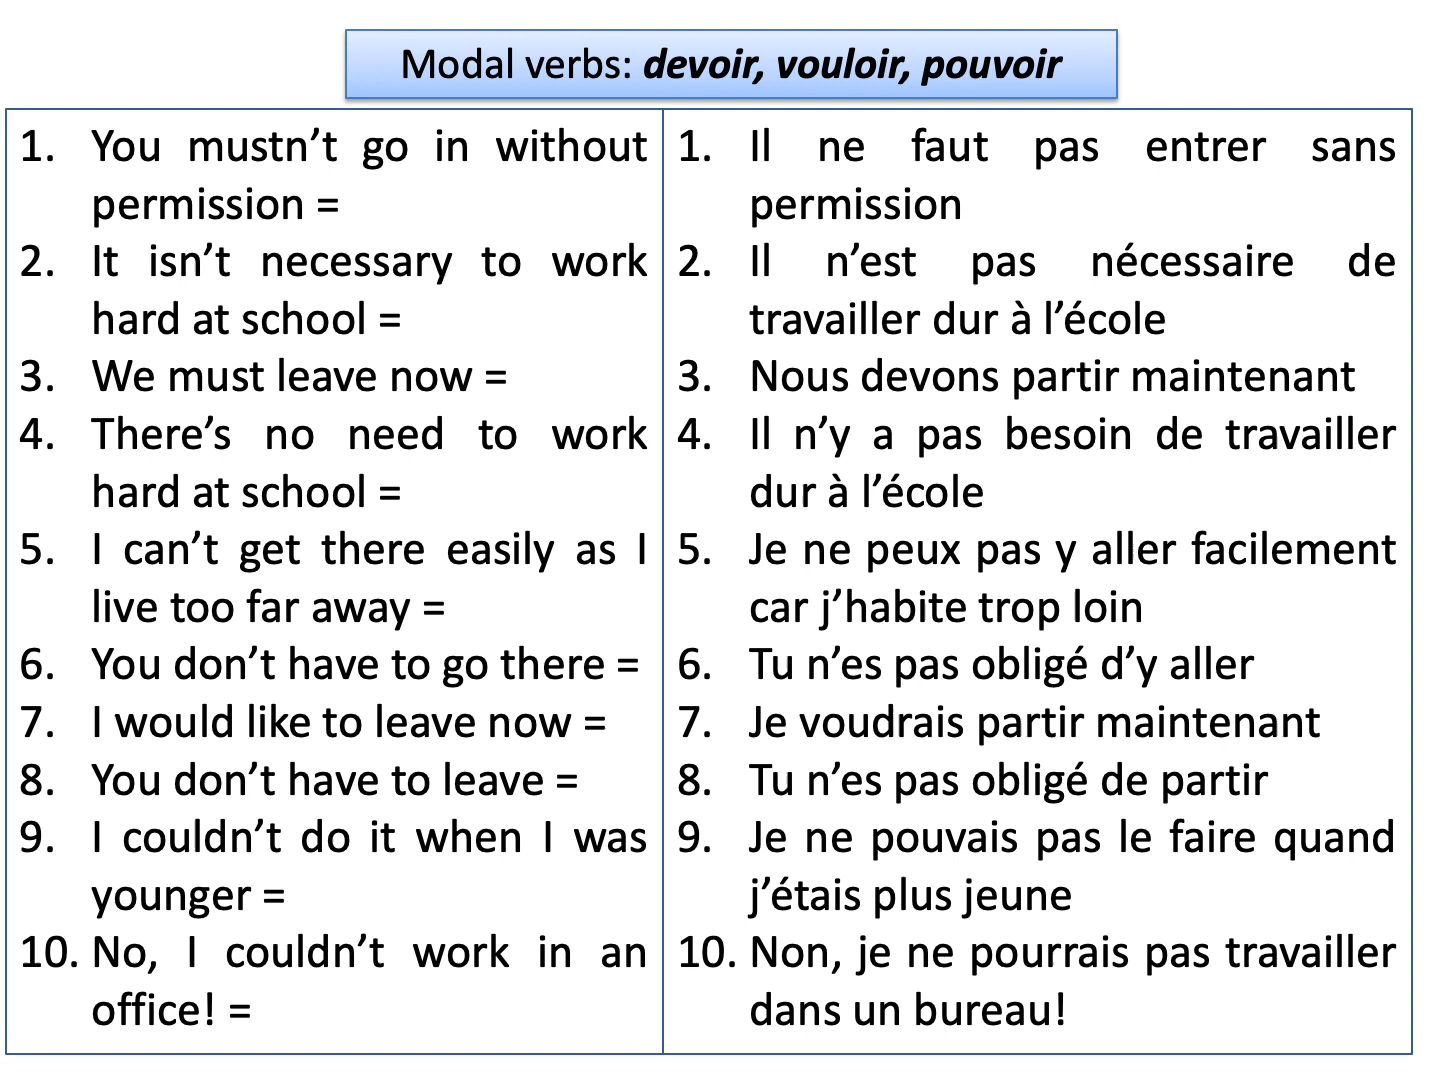 Modal verbs: devoir, vouloir, pouvoir
1. You mustn’t go in without
permission =
2. It isn’t necessary to work
hard at school =
3. We must leave now =
4. There’s no need to work
hard at school =
5. I can’t get there easily as I
live too far away =
6. You don’t have to go there =
7. I would like to leave now =
8. You don’t have to leave =
9. I couldn’t do it when I was
younger =
10. No, I couldn’t work in an
office! =
1. Il ne faut pas entrer sans
permission
2. Il n’est pas nécessaire de
travailler dur à l’école
3. Nous devons partir maintenant
4. Il n’y a pas besoin de travailler
dur à l’école
5. Je ne peux pas y aller facilement
car j’habite trop loin
6. Tu n’es pas obligé d’y aller
7. Je voudrais partir maintenant
8. Tu n’es pas obligé de partir
9. Je ne pouvais pas le faire quand
j’étais plus jeune
10. Non, je ne pourrais pas travailler
dans un bureau!